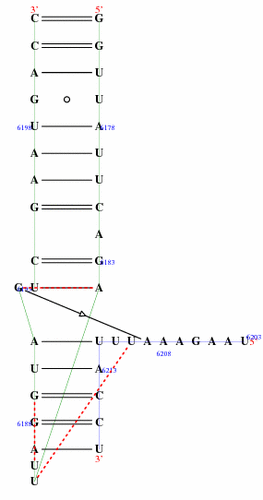 3' 5'
C G
C G
A U
G U
6198 U A 6178
A U
A U
G C
A
C G 6183
G U A
A U U U A A A G A A U 5' 6203
6208
U A 6213
G C
6188 G C
A U
U 3'
U